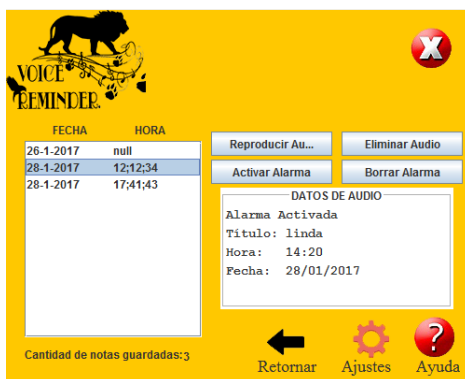 VOICE
REMINDER.
X
FECHA HORA
26-1-2017 null
28-1-2017 12;12;34
28-1-2017 17;41;43
Cantidad de notas guardadas:3
Reproducir Au... Eliminar Audio
Activar Alarma Borrar Alarma
DATOS DE AUDIO
Alarma Activada
Titulo: linda
Hora: 14:20
Fecha: 28/01/2017
Retornar Ajustes ? Ayuda